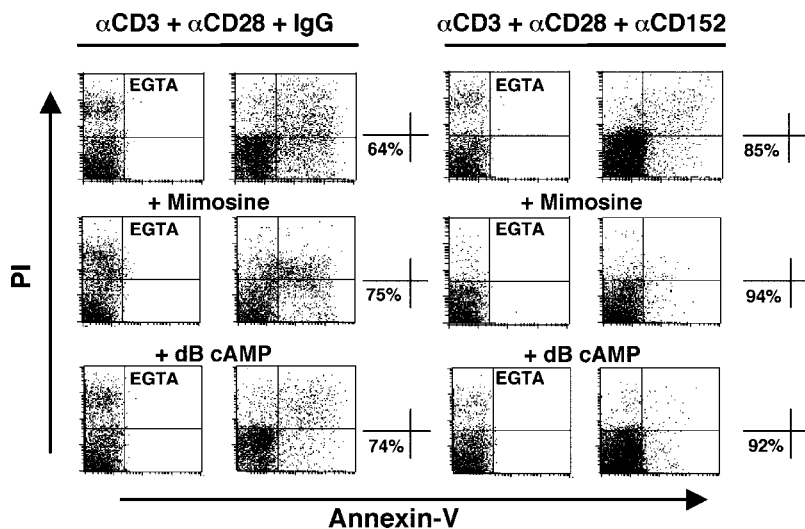 αCD3 + αCD28 + IgG
αCD3 + αCD28 + αCD152
EGTA
64%
EGTA
85%
+ Mimosine
+ Mimosine
EGTA
75%
EGTA
94%
+ dB cAMP
+ dB cAMP
EGTA
74%
EGTA
92%
PI
Annexin-V